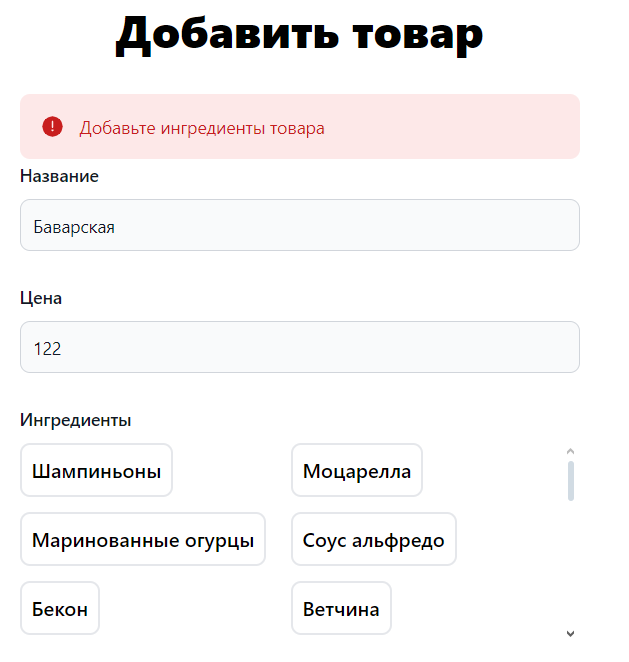 Добавить товар
Добавьте ингредиенты товара
Название
Баварская
Цена
122
Ингредиенты
Шампиньоны
Моцарелла
Маринованные огурцы
Соус альфредо
Бекон
Ветчина